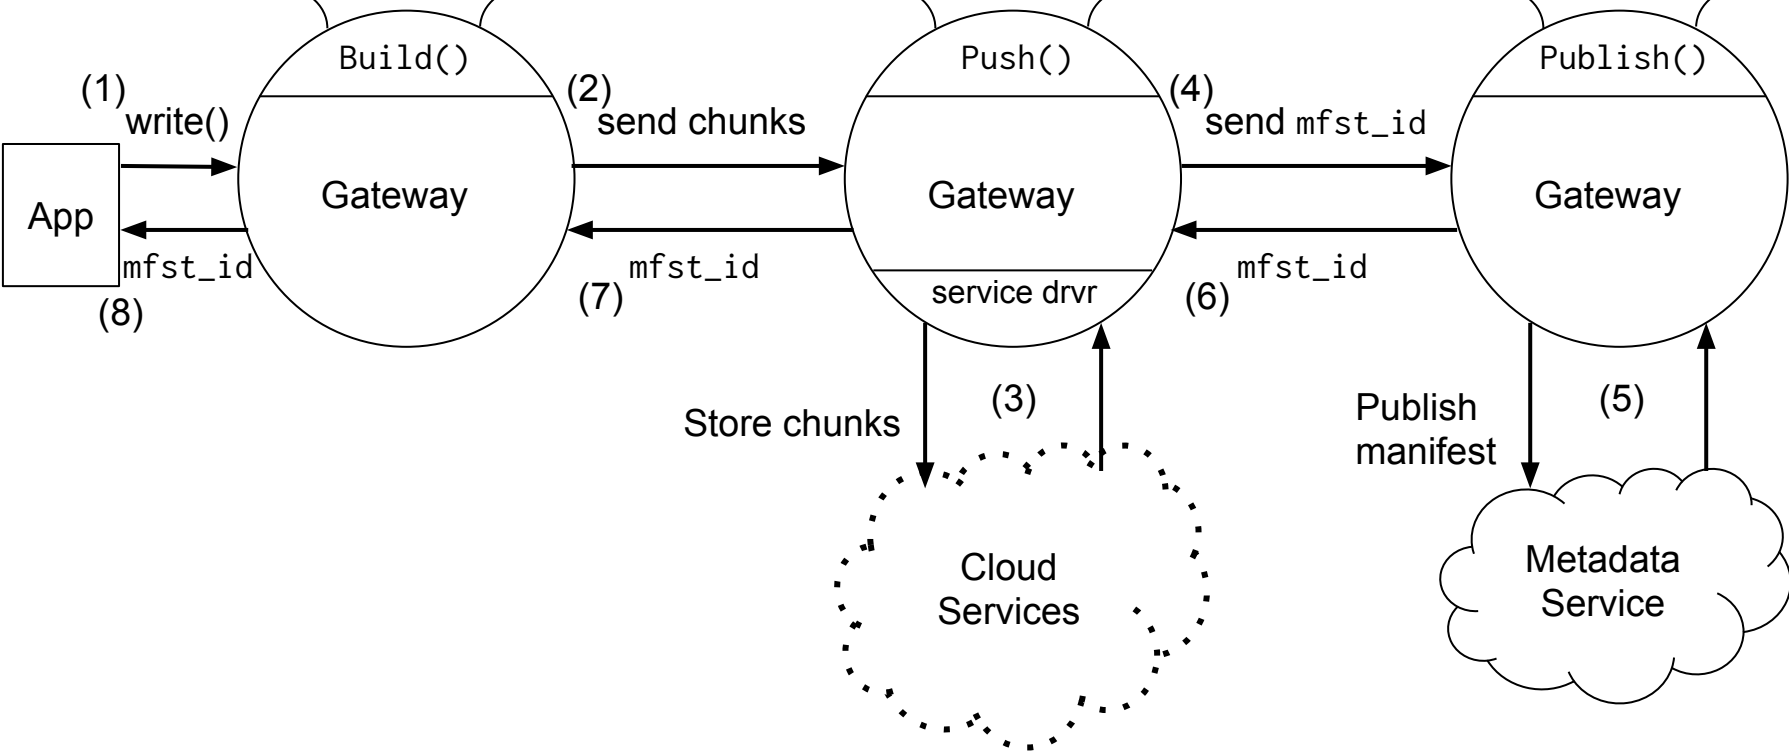 Build()
Push()
Publish()
(1)
write()
(2)
send chunks
(4)
send mfst_id
App
Gateway
Gateway
Gateway
mfst_id
(8)
(7)
mfst_id
service drvr
(6)
mfst_id
Store chunks
(3)
Publish
manifest
(5)
Cloud
Services
Metadata
Service